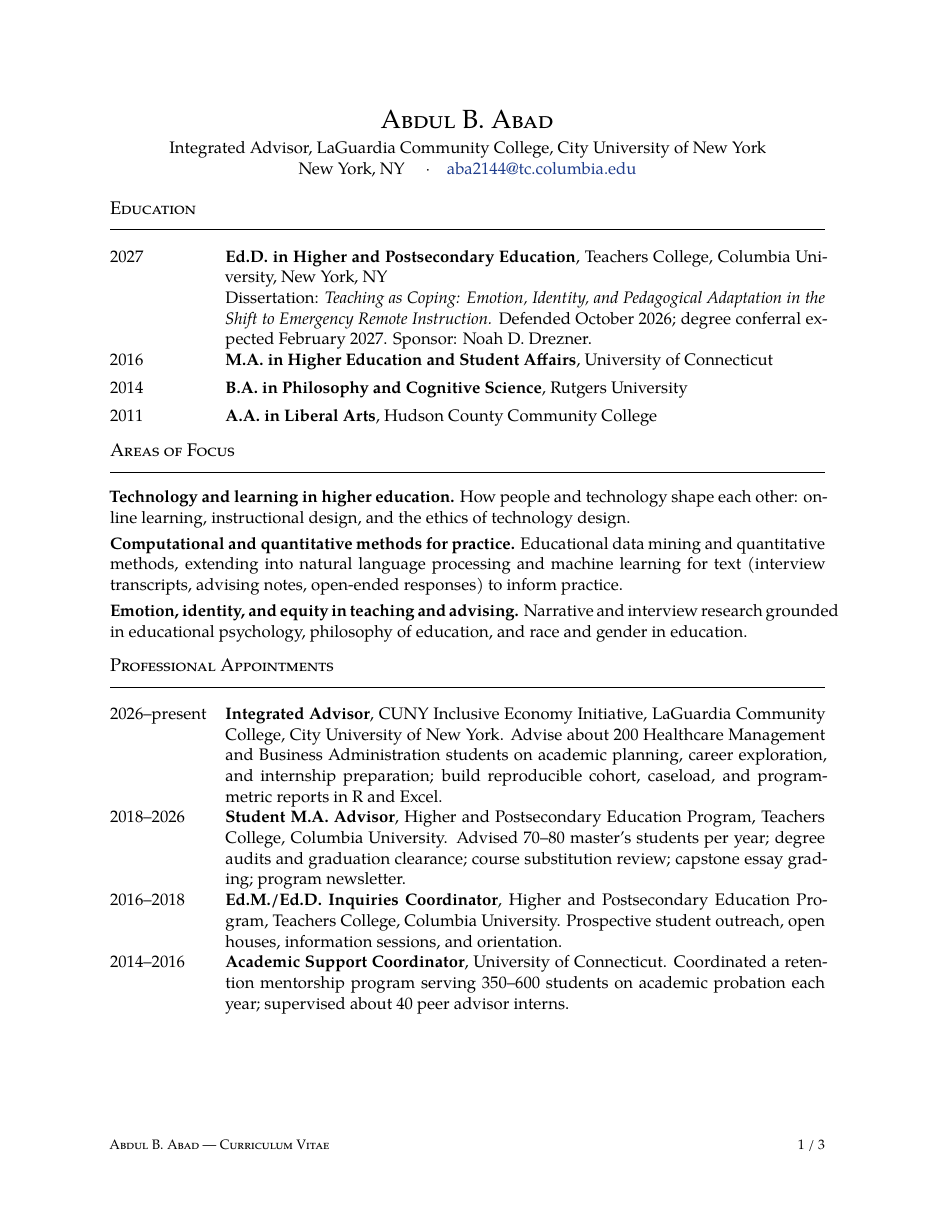 Abdul B. Abad
Integrated Advisor, LaGuardia Community College, City University of New York
New York, NY · aba2144@tc.columbia.edu
Education
2027 Ed.D. in Higher and Postsecondary Education, Teachers College, Columbia Uni-
versity, New York, NY
Dissertation: Teaching as Coping: Emotion, Identity, and Pedagogical Adaptation in the
Shift to Emergency Remote Instruction. Defended October 2026; degree conferral ex-
pected February 2027. Sponsor: Noah D. Drezner.
2016 M.A. in Higher Education and Student Affairs, University of Connecticut
2014 B.A. in Philosophy and Cognitive Science, Rutgers University
2011 A.A. in Liberal Arts, Hudson County Community College
Areas of Focus
Technology and learning in higher education. How people and technology shape each other: on-
line learning, instructional design, and the ethics of technology design.
Computational and quantitative methods for practice. Educational data mining and quantitative
methods, extending into natural language processing and machine learning for text (interview
transcripts, advising notes, open-ended responses) to inform practice.
Emotion, identity, and equity in teaching and advising. Narrative and interview research grounded
in educational psychology, philosophy of education, and race and gender in education.
Professional Appointments
2026–present Integrated Advisor, CUNY Inclusive Economy Initiative, LaGuardia Community
College, City University of New York. Advise about 200 Healthcare Management
and Business Administration students on academic planning, career exploration,
and internship preparation; build reproducible cohort, caseload, and program-
metric reports in R and Excel.
2018–2026 Student M.A. Advisor, Higher and Postsecondary Education Program, Teachers
College, Columbia University. Advised 70–80 master's students per year; degree
audits and graduation clearance; course substitution review; capstone essay grad-
ing; program newsletter.
2016–2018 Ed.M./Ed.D. Inquiries Coordinator, Higher and Postsecondary Education Pro-
gram, Teachers College, Columbia University. Prospective student outreach, open
houses, information sessions, and orientation.
2014–2016 Academic Support Coordinator, University of Connecticut. Coordinated a reten-
tion mentorship program serving 350–600 students on academic probation each
year; supervised about 40 peer advisor interns.
Abdul B. Abad — Curriculum Vitae 1 / 3